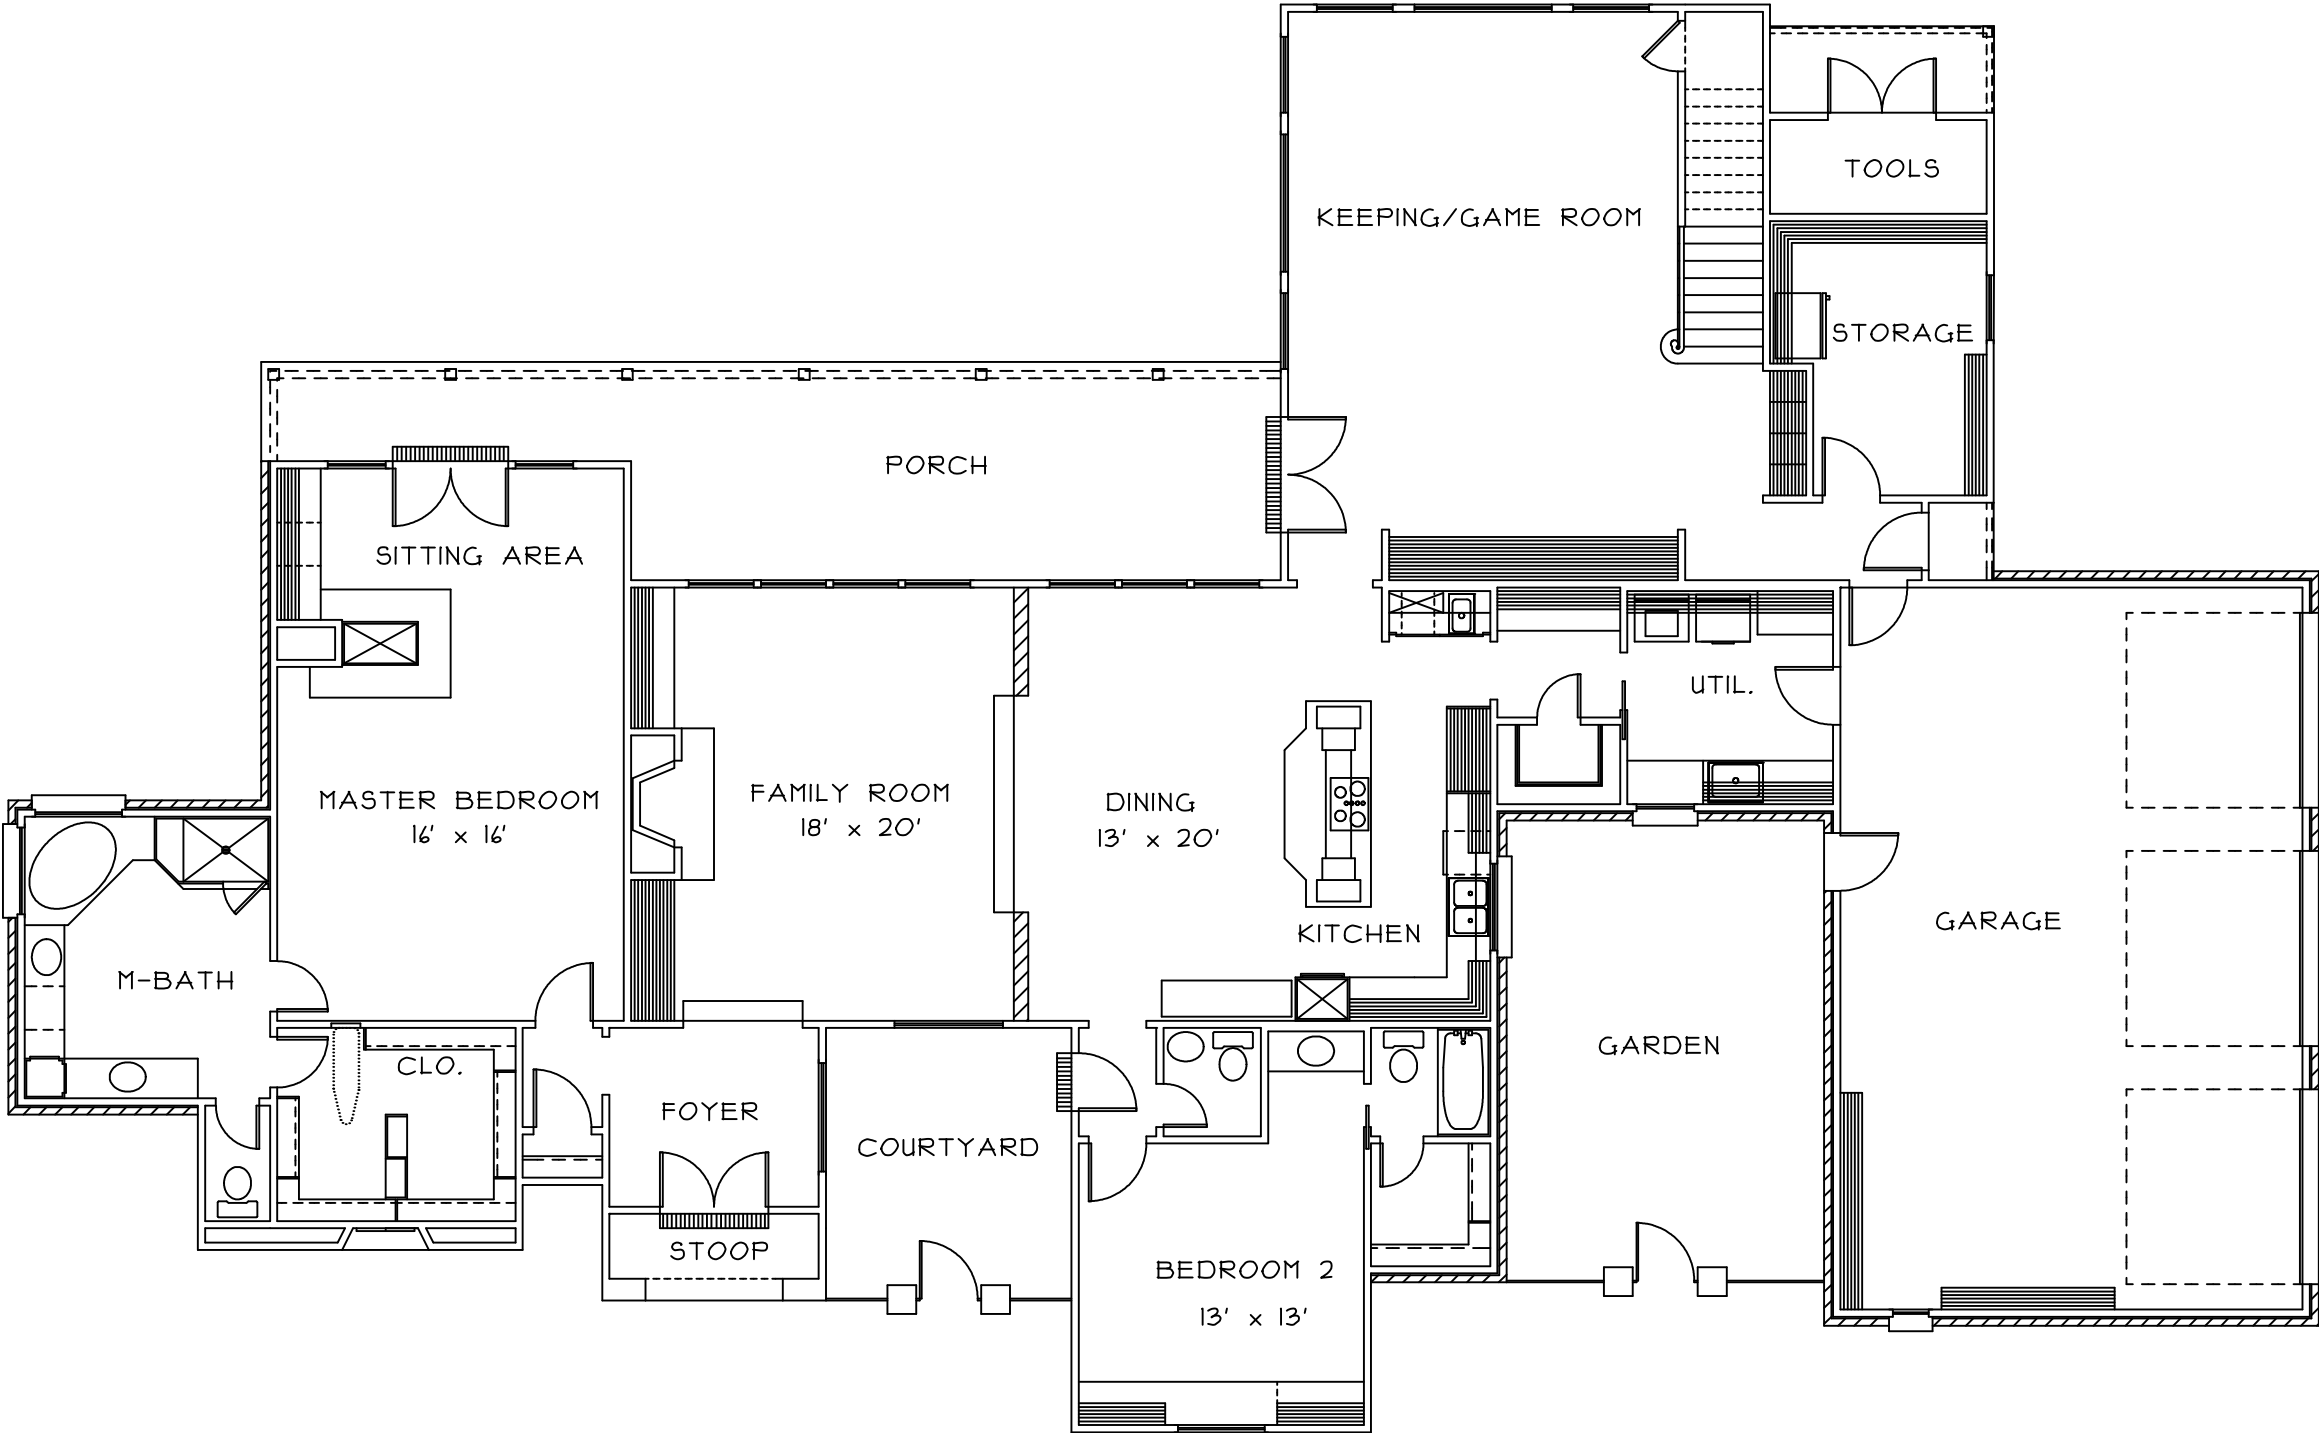 TOOLS
KEEPING/GAME ROOM
STORAGE
PORCH
SITTING AREA
UTIL.
MASTER BEDROOM
16' x 16'
FAMILY ROOM
18' x 20'
DINING
13' x 20'
KITCHEN
GARAGE
M-BATH
CLO.
GARDEN
FOYER
COURTYARD
STOOP
BEDROOM 2
13' x 13'